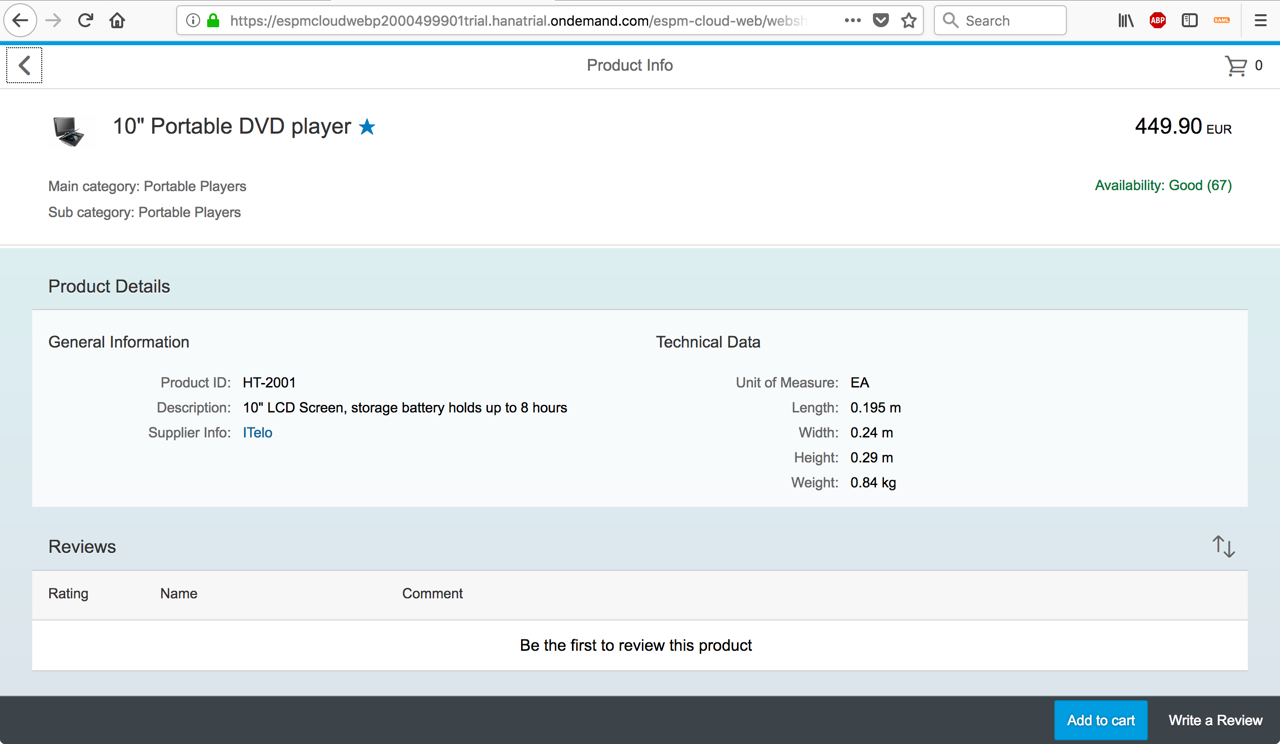 https://espmcloudwebp2000499901trial.hanatrial.ondemand.com/espm-cloud-web/websh
Search
ABP
Product Info
0
10" Portable DVD player
449.90 EUR
Main category: Portable Players
Availability: Good (67)
Sub category: Portable Players
Product Details
General Information
Product ID: HT-2001
Description: 10" LCD Screen, storage battery holds up to 8 hours
Supplier Info: ITelo
Technical Data
Unit of Measure: EA
Length: 0.195 m
Width: 0.24 m
Height: 0.29 m
Weight: 0.84 kg
Reviews
Rating Name Comment
Be the first to review this product
Add to cart Write a Review